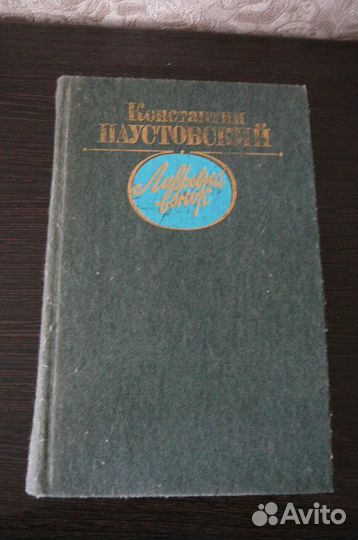 Константин
ПАУСТОВСКИЙ
Лавровый
венок
Avito